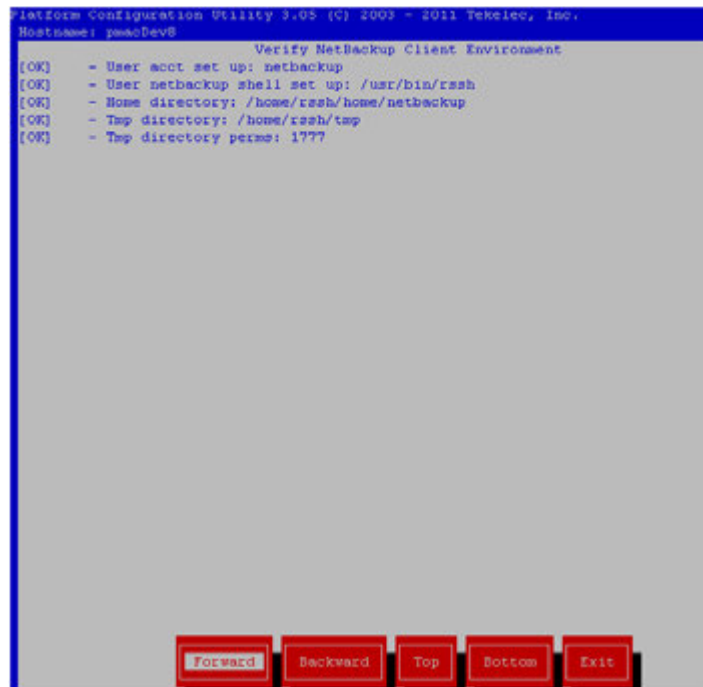 Platform Configuration Utility 3.05 (C) 2003 - 2011 Tekelec, Inc.
Hostname: pmacDev8
Verify NetBackup Client Environment
[OK] - User acct set up: netbackup
[OK] - User netbackup shell set up: /usr/bin/rssh
[OK] - Home directory: /home/rssh/home/netbackup
[OK] - Tmp directory: /home/rssh/tmp
[OK] - Tmp directory perms: 1777
Forward Backward Top Bottom Exit